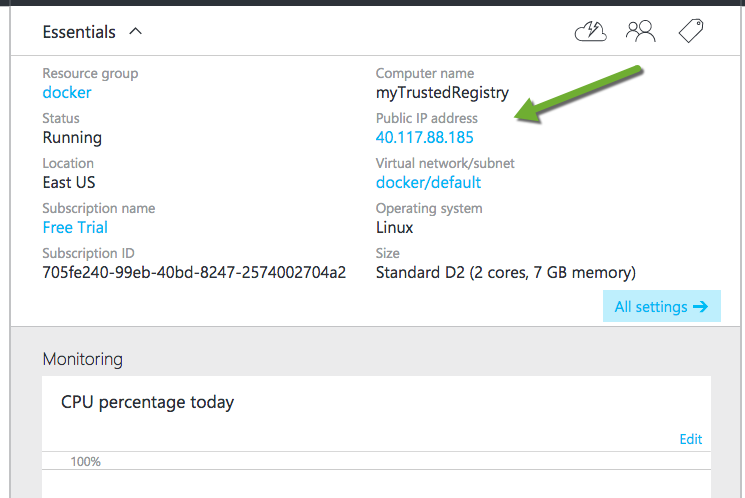 Essentials
Resource group
docker
Status
Running
Location
East US
Subscription name
Free Trial
Subscription ID
705fe240-99eb-40bd-8247-2574002704a2
Computer name
myTrustedRegistry
Public IP address
40.117.88.185
Virtual network/subnet
docker/default
Operating system
Linux
Size
Standard D2 (2 cores, 7 GB memory)
All settings
Monitoring
CPU percentage today
Edit
100%